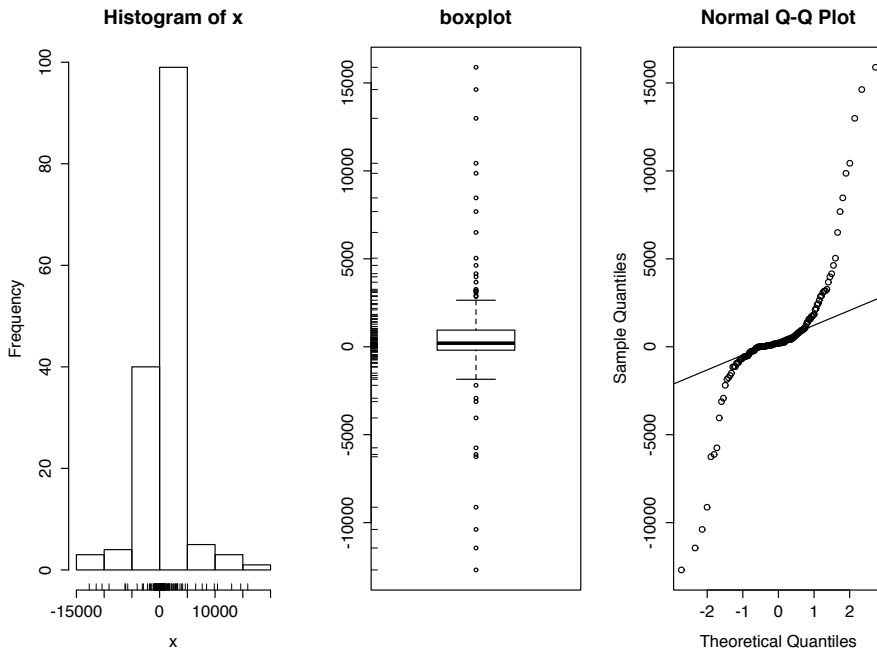 Histogram of x
Frequency
100
80
60
40
20
0
-15000 0 10000
x
boxplot
15000
10000
5000
0
-5000
-10000
Normal Q-Q Plot
Sample Quantiles
15000
10000
5000
0
-5000
-10000
-2 -1 0 1 2
Theoretical Quantiles